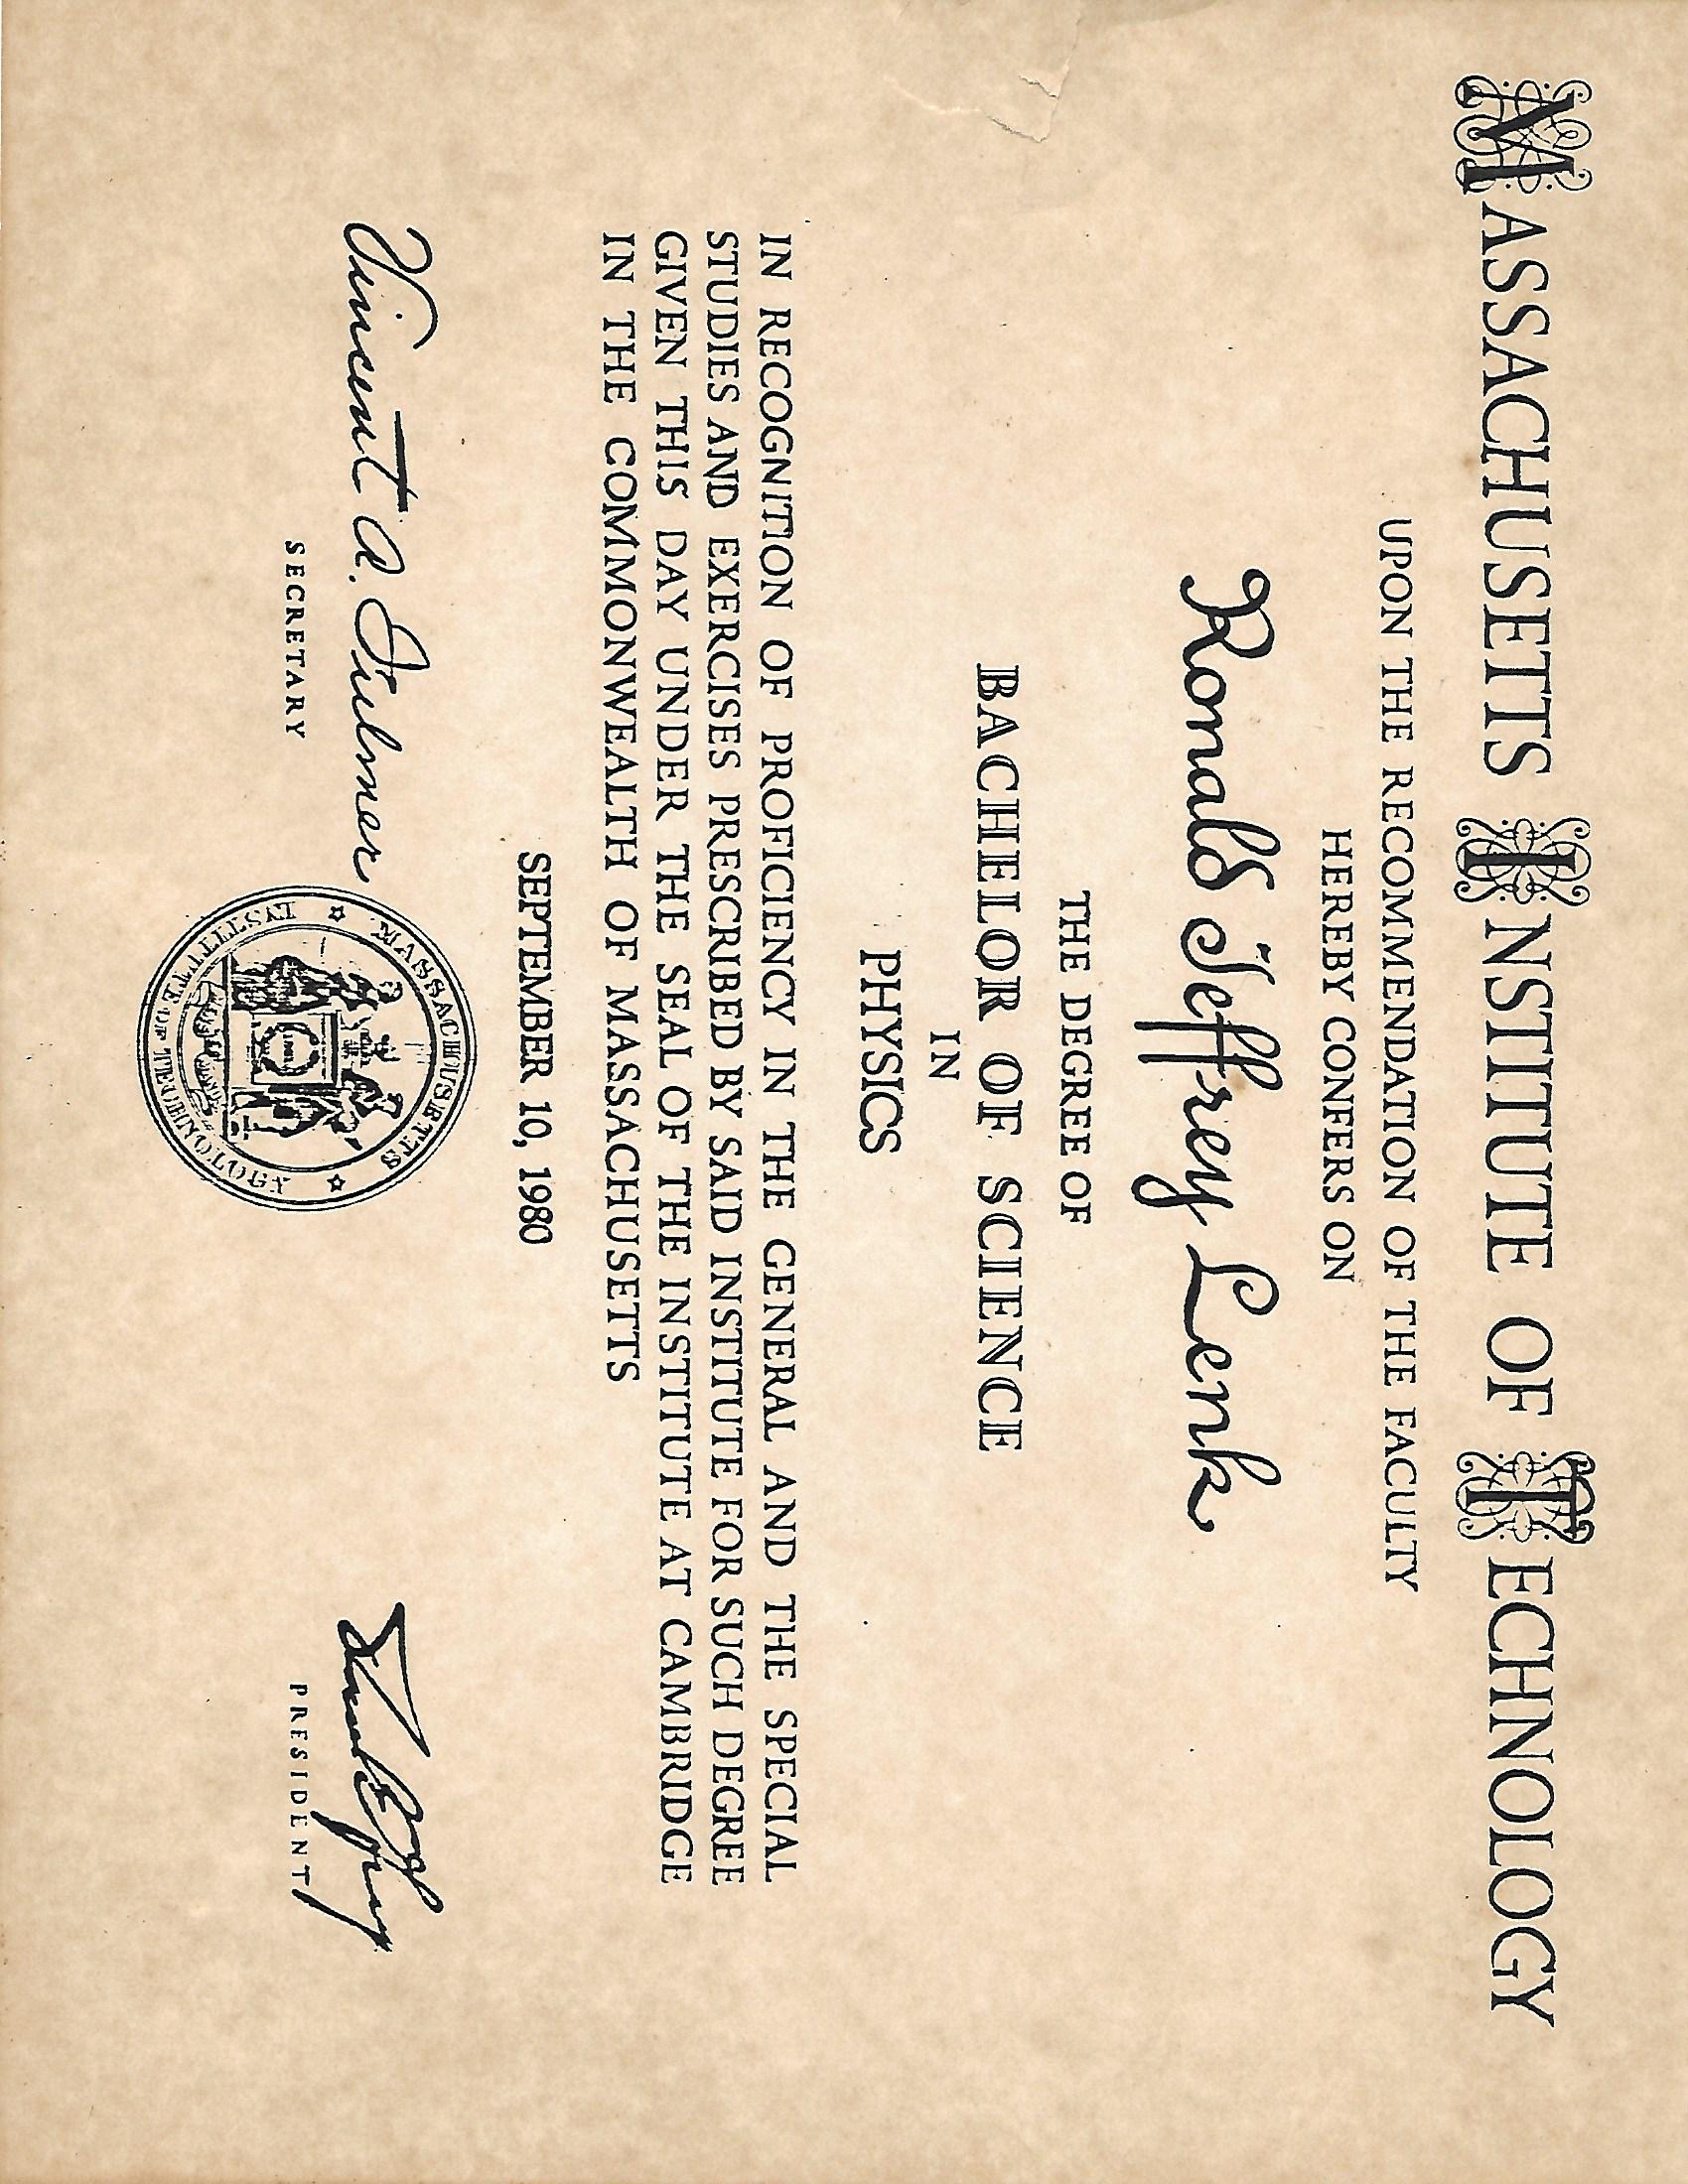 MASSACHUSETTS INSTITUTE OF TECHNOLOGY
UPON THE RECOMMENDATION OF THE FACULTY
HEREBY CONFERS ON
Ronald Jeffrey Lenk
THE DEGREE OF
BACHELOR OF SCIENCE
IN
PHYSICS
IN RECOGNITION OF PROFICIENCY IN THE GENERAL AND THE SPECIAL
STUDIES AND EXERCISES PRESCRIBED BY SAID INSTITUTE FOR SUCH DEGREE
GIVEN THIS DAY UNDER THE SEAL OF THE INSTITUTE AT CAMBRIDGE
IN THE COMMONWEALTH OF MASSACHUSETTS
SEPTEMBER 10, 1980
Vincent A. Fulmer
SECRETARY
MASSACHUSETTS
INSTITUTE OF TECHNOLOGY
1861
MENS ET MANUS
PRESIDENT